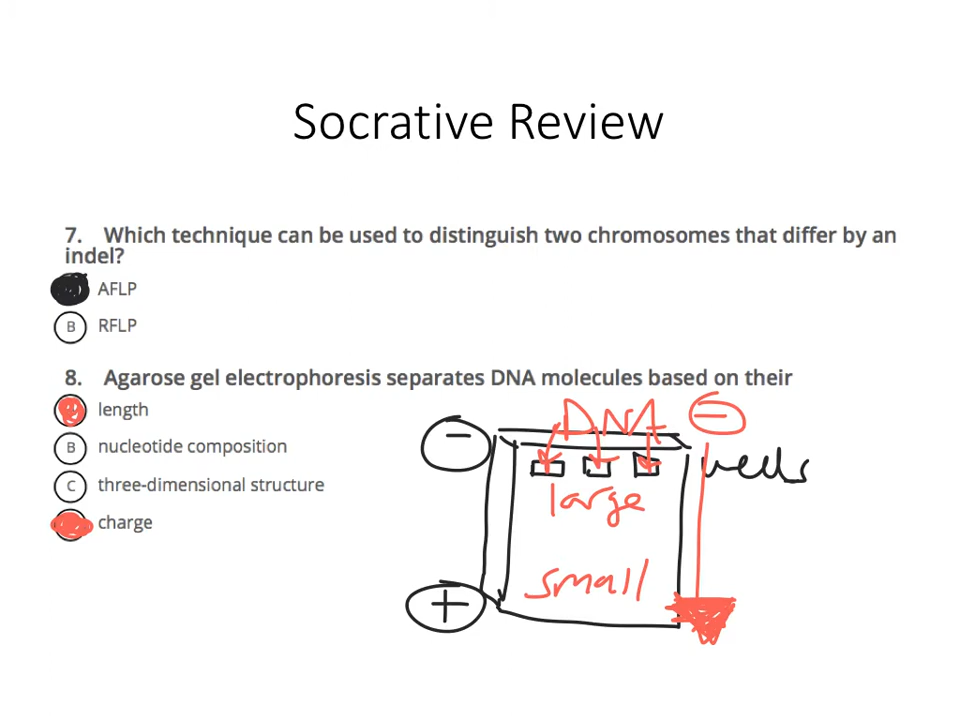 Socrative Review
7. Which technique can be used to distinguish two chromosomes that differ by an
indel?
AFLP
B RFLP
8. Agarose gel electrophoresis separates DNA molecules based on their
length
B nucleotide composition
C three-dimensional structure
charge
DNA
−
−
wells
large
small
+